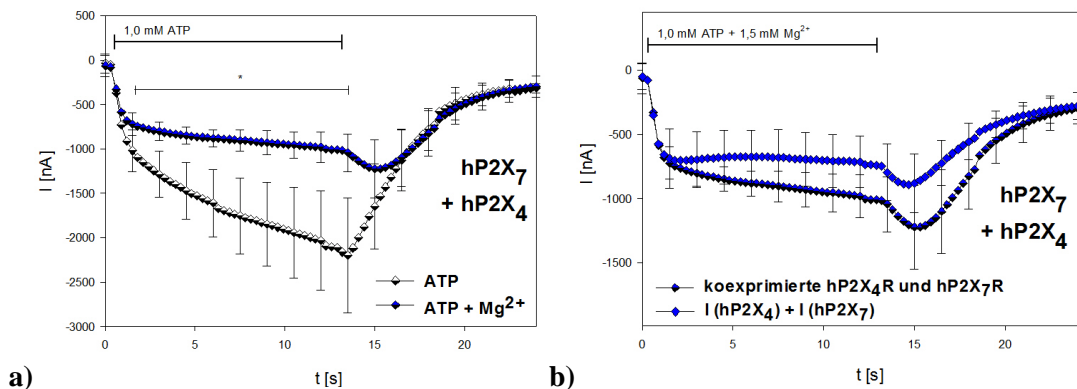 500
0
-500
-1000
-1500
-2000
-2500
-3000
I [nA]
1,0 mM ATP
*
hP2X7
+ hP2X4
ATP
ATP + Mg2+
0
5
10
15
20
t [s]
a)
0
-500
-1000
-1500
I [nA]
1,0 mM ATP + 1,5 mM Mg2+
hP2X7
+ hP2X4
koexprimierte hP2X4R und hP2X7R
I (hP2X4) + I (hP2X7)
0
5
10
15
20
t [s]
b)